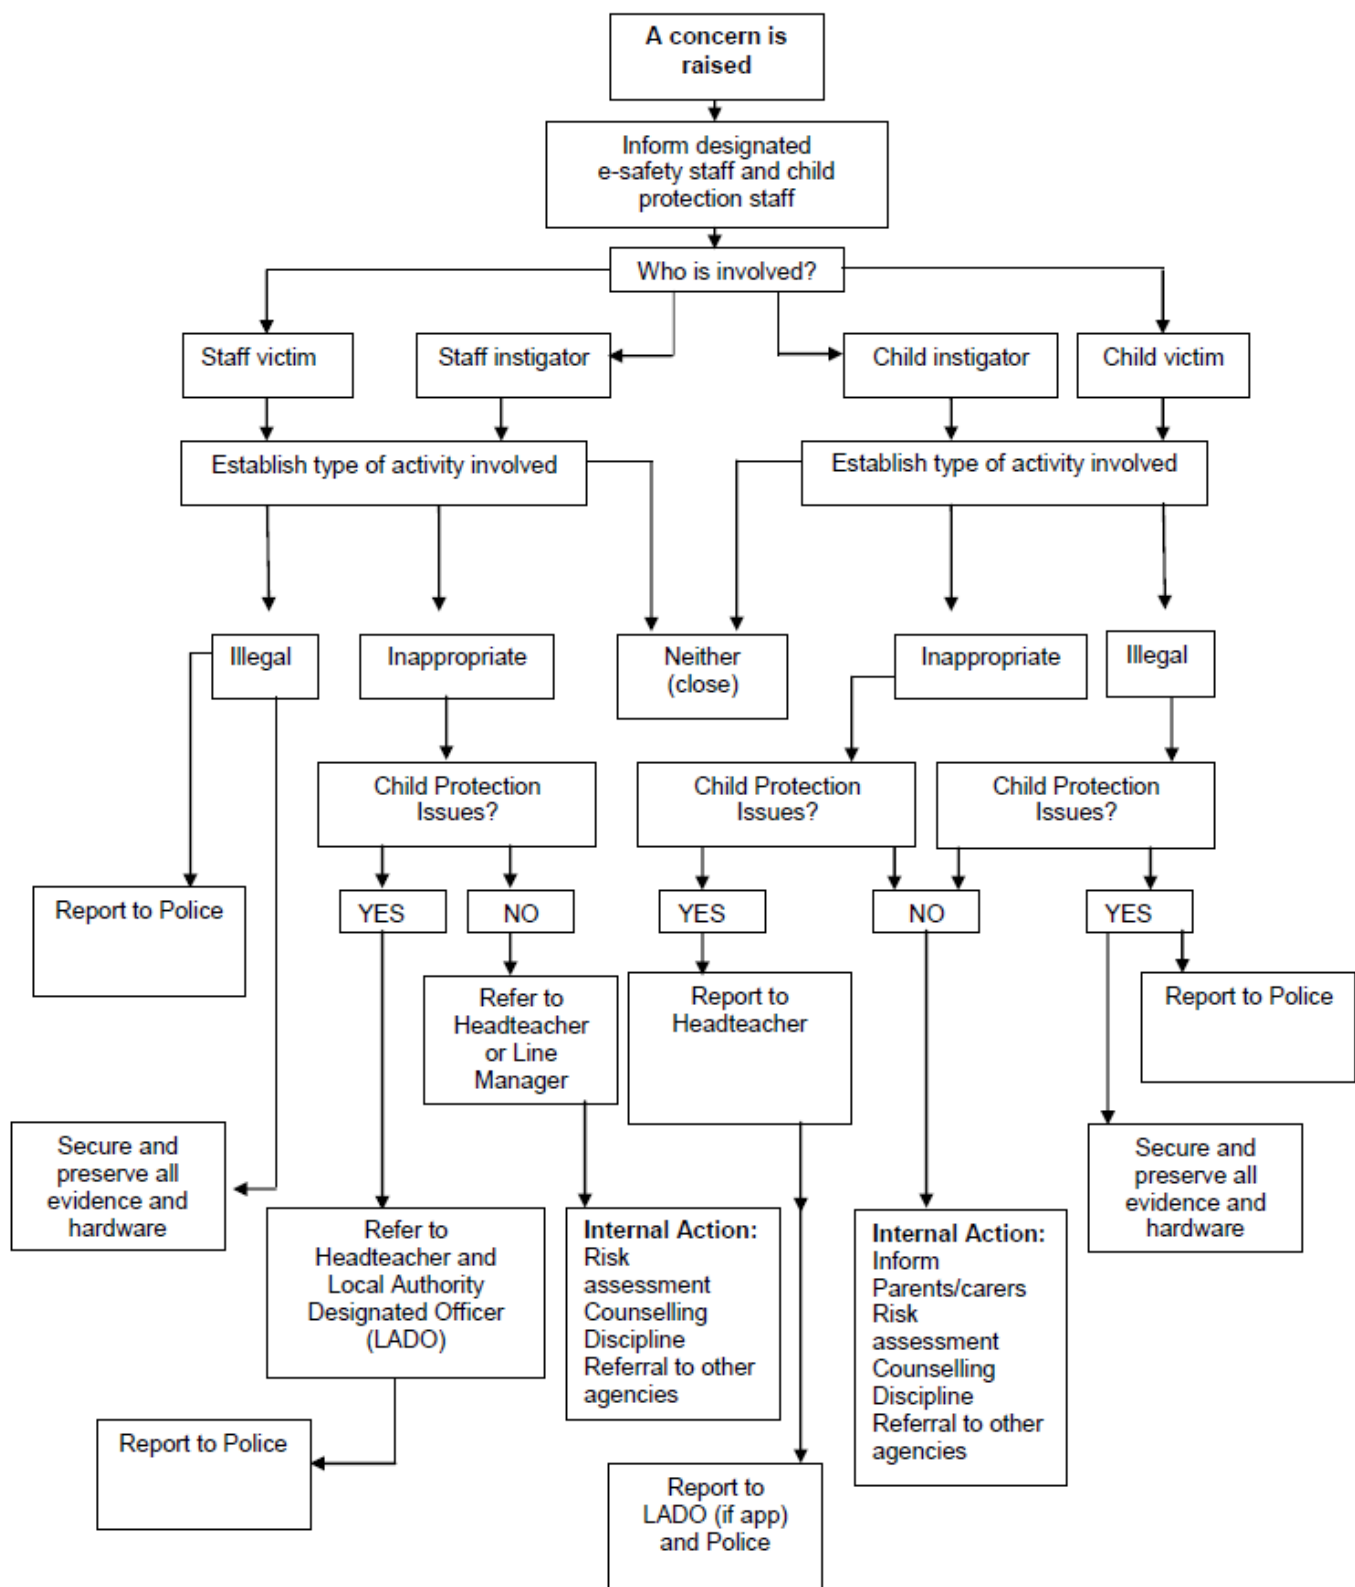 A concern is
raised
Inform designated
e-safety staff and child
protection staff
Who is involved?
Staff victim
Staff instigator
Child instigator
Child victim
Establish type of activity involved
Establish type of activity involved
Illegal
Inappropriate
Neither
(close)
Inappropriate
Illegal
Child Protection
Issues?
Child Protection
Issues?
Child Protection
Issues?
Report to Police
YES
NO
YES
NO
YES
Refer to
Headteacher
or Line
Manager
Report to
Headteacher
Report to Police
Secure and
preserve all
evidence and
hardware
Refer to
Headteacher and
Local Authority
Designated Officer
(LADO)
Internal Action:
Risk
assessment
Counselling
Discipline
Referral to other
agencies
Internal Action:
Inform
Parents/carers
Risk
assessment
Counselling
Discipline
Referral to other
agencies
Secure and
preserve all
evidence and
hardware
Report to Police
Report to
LADO (if app)
and Police